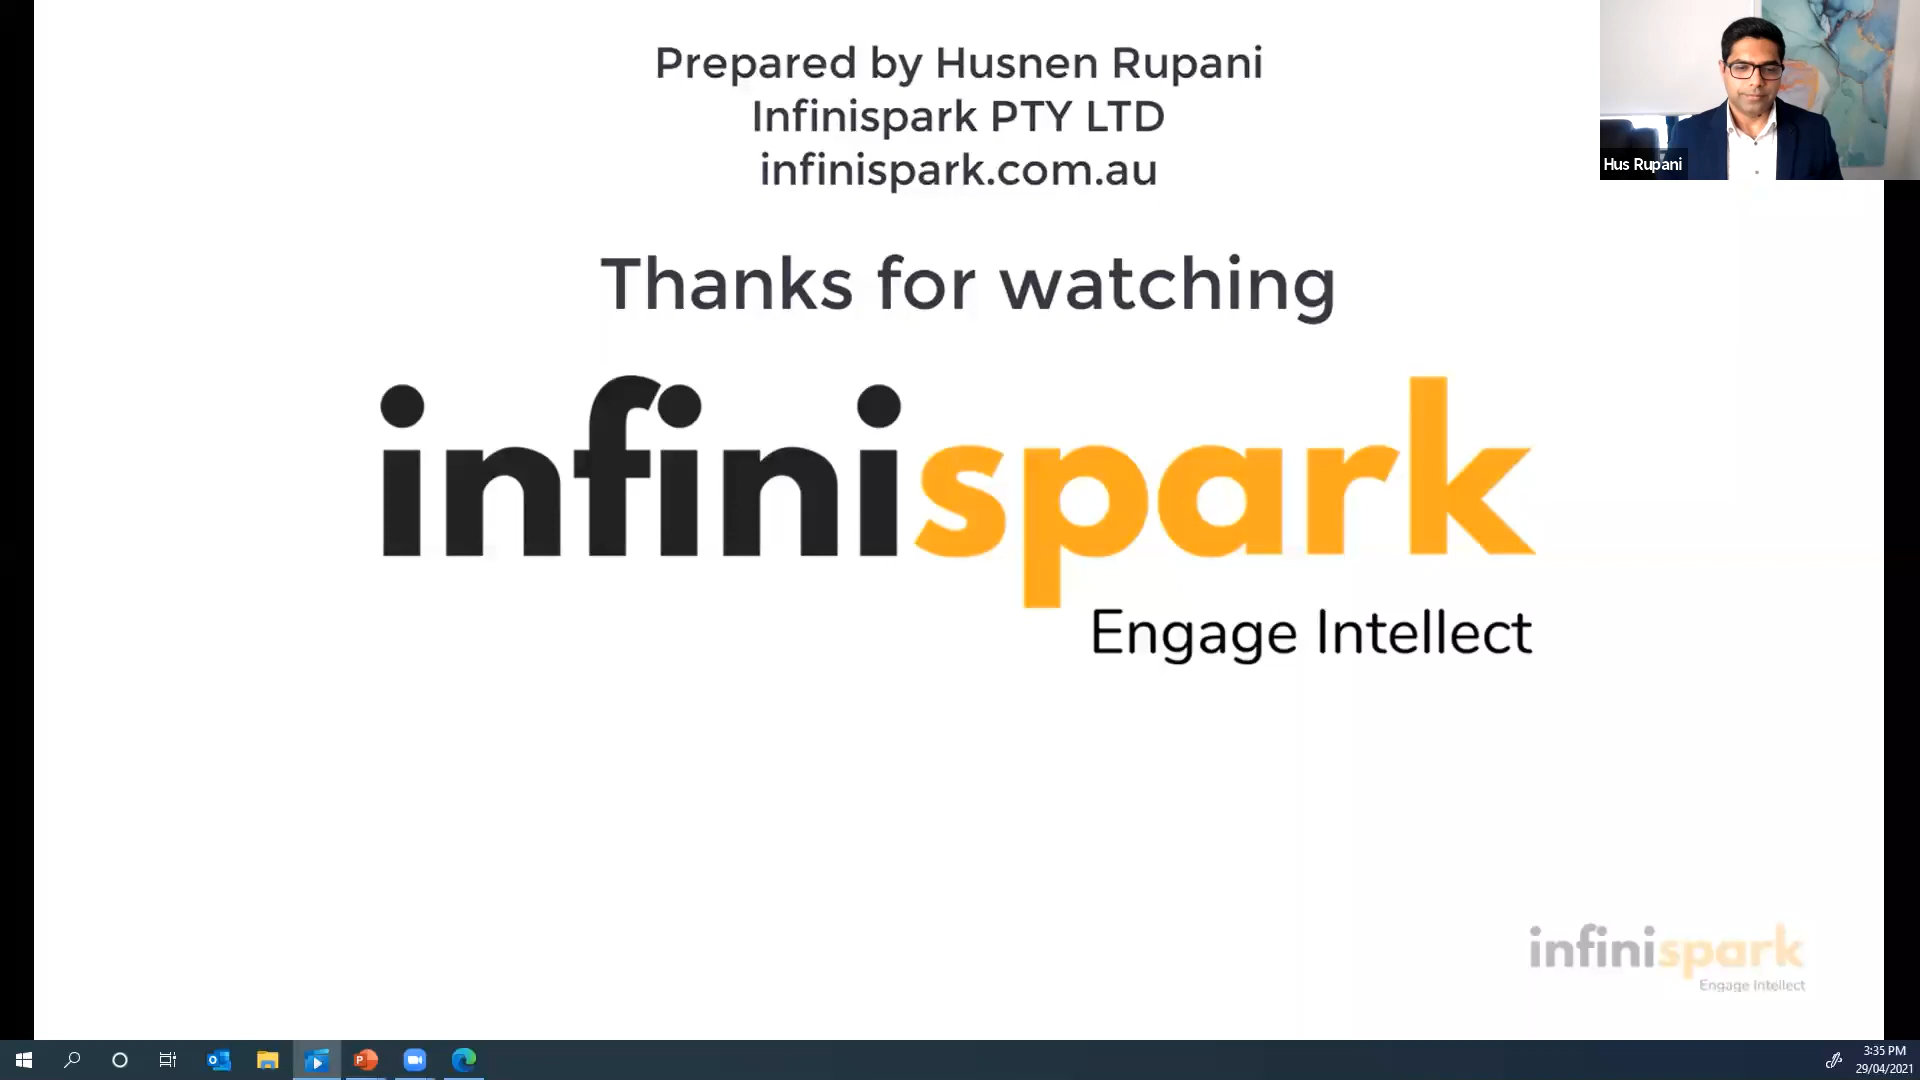 Prepared by Husnen Rupani
Infinispark PTY LTD
infinispark.com.au
Hus Rupani
Thanks for watching
infinispark
Engage Intellect
infinispark
Engage Intellect
3:35 PM
29/04/2021